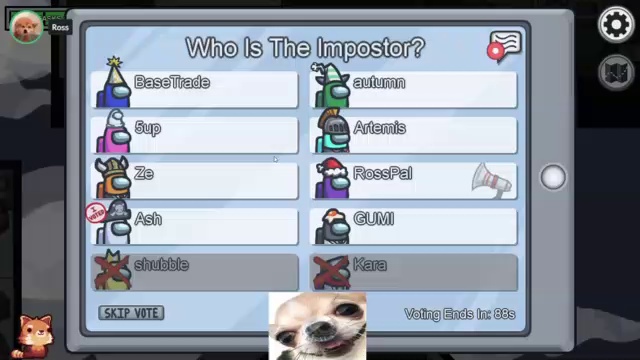 Ross
Who Is The Impostor?
BaseTrade
autumn
5up
Artemis
Ze
RossPal
I VOTED
Ash
GUMI
shubble
Kara
SKIP VOTE
Voting Ends In: 88s